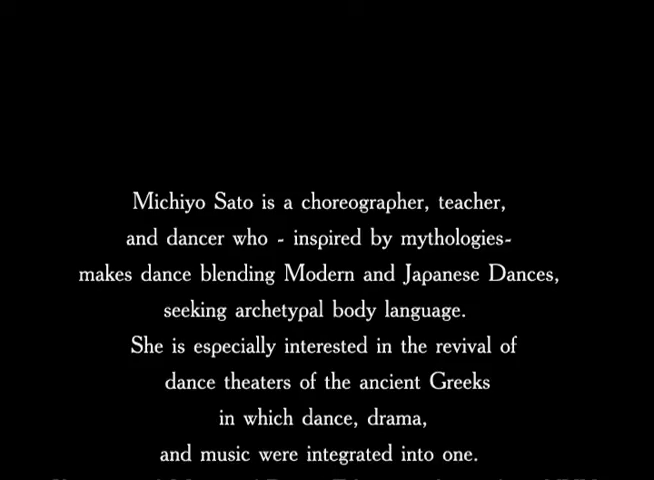 Michiyo Sato is a choreographer, teacher,
and dancer who - inspired by mythologies-
makes dance blending Modern and Japanese Dances,
seeking archetypal body language.
She is especially interested in the revival of
dance theaters of the ancient Greeks
in which dance, drama,
and music were integrated into one.